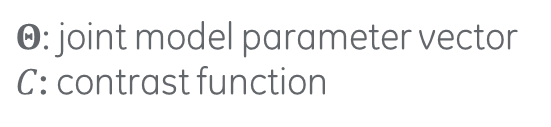 𝚯: joint model parameter vector
𝐶: contrast function